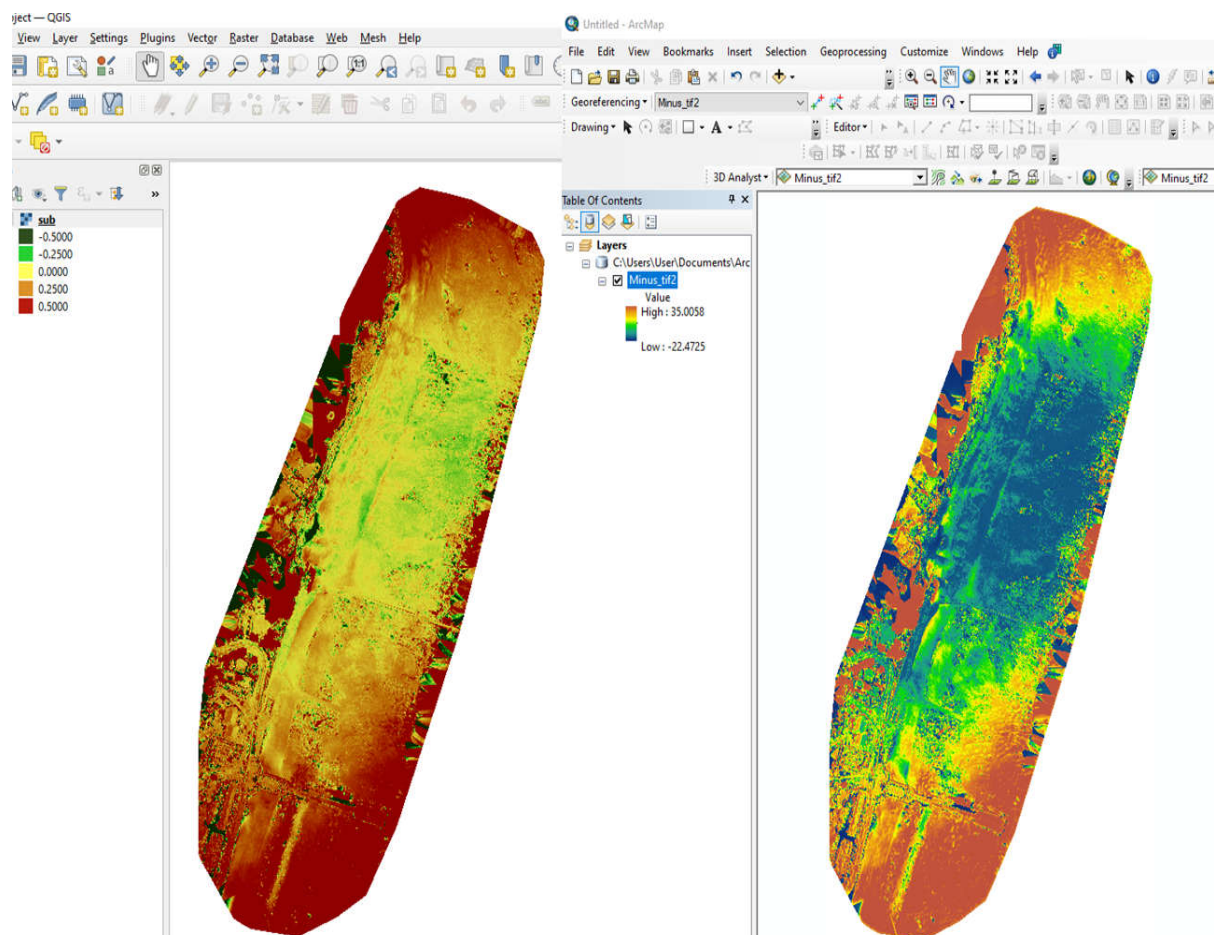 oject — QGIS
View Layer Settings Plugins Vector Raster Database Web Mesh Help
sub
-0.5000
-0.2500
0.0000
0.2500
0.5000
Untitled - ArcMap
File Edit View Bookmarks Insert Selection Geoprocessing Customize Windows Help
Georeferencing Minus_tif2
Drawing A Editor
3D Analyst Minus_tif2 Minus_tif2
Table Of Contents
Layers
C:\Users\User\Documents\Arc
Minus_tif2
Value
High : 35.0058
Low : -22.4725